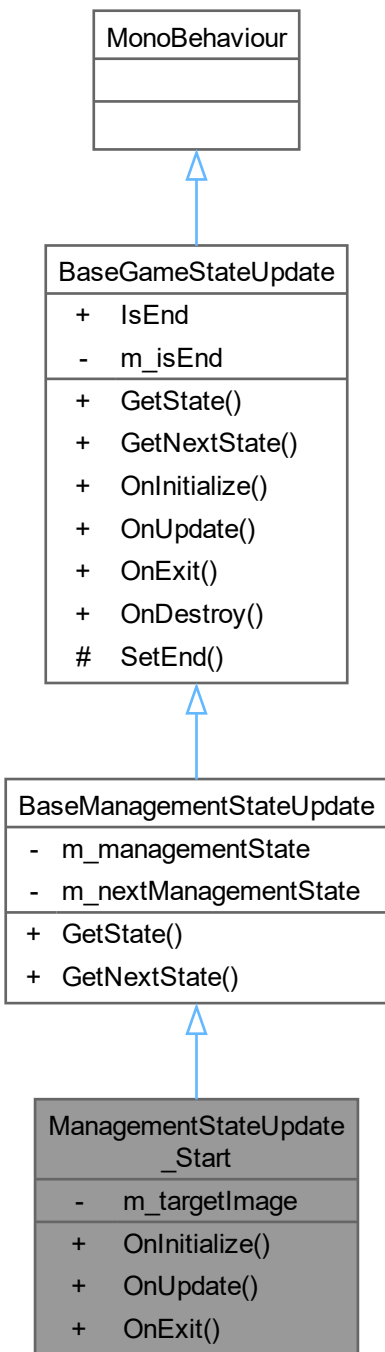 MonoBehaviour
BaseGameStateUpdate
+ IsEnd
- m_isEnd
+ GetState()
+ GetNextState()
+ OnInitialize()
+ OnUpdate()
+ OnExit()
+ OnDestroy()
# SetEnd()
BaseManagementStateUpdate
- m_managementState
- m_nextManagementState
+ GetState()
+ GetNextState()
ManagementStateUpdate
_Start
- m_targetImage
+ OnInitialize()
+ OnUpdate()
+ OnExit()